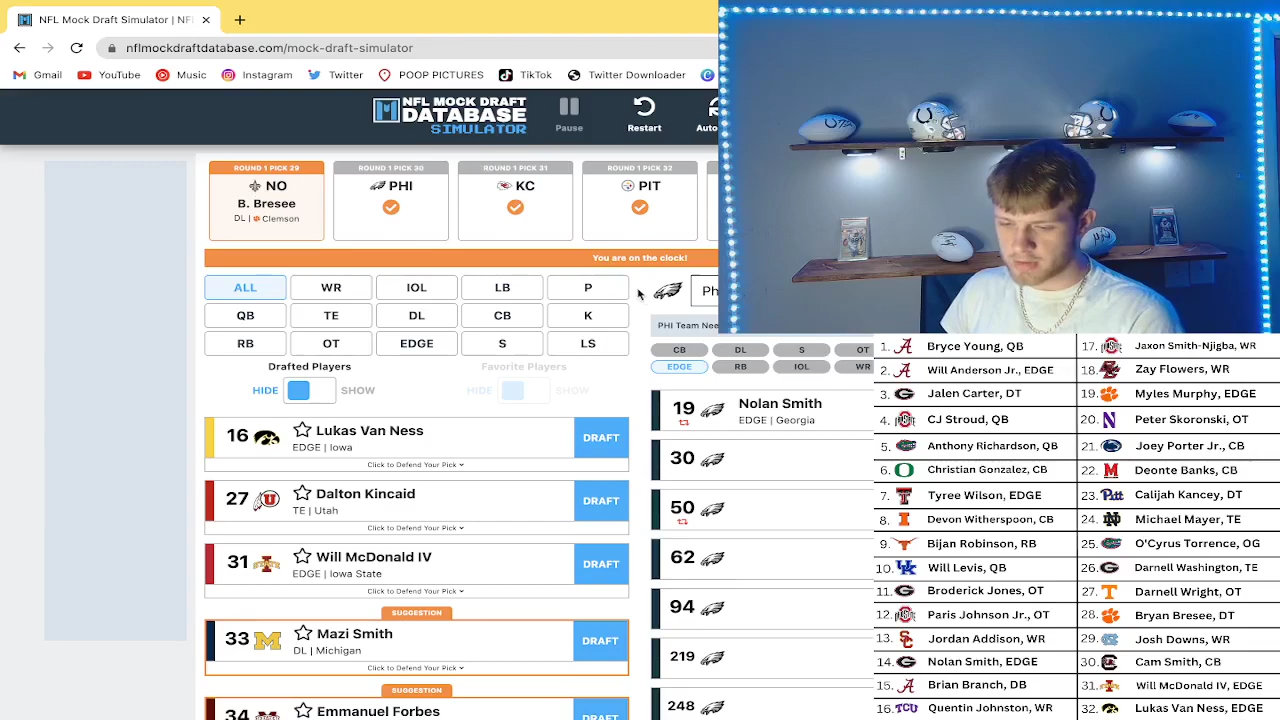 NFL Mock Draft Simulator | NFL
nflmockdraftdatabase.com/mock-draft-simulator
Gmail YouTube Music Instagram Twitter POOP PICTURES TikTok Twitter Downloader
NFL MOCK DRAFT
DATABASE
SIMULATOR
Pause Restart Auto
ROUND 1 PICK 29 ROUND 1 PICK 30 ROUND 1 PICK 31 ROUND 1 PICK 32
NO PHI KC PIT
B. Bresee
DL | Clemson
You are on the clock!
ALL WR IOL LB P
QB TE DL CB K
RB OT EDGE S LS
Drafted Players Favorite Players
HIDE SHOW HIDE SHOW
16 Lukas Van Ness DRAFT
EDGE | Iowa
Click to Defend Your Pick
27 Dalton Kincaid DRAFT
TE | Utah
Click to Defend Your Pick
31 Will McDonald IV DRAFT
EDGE | Iowa State
Click to Defend Your Pick
SUGGESTION
33 Mazi Smith DRAFT
DL | Michigan
Click to Defend Your Pick
SUGGESTION
34 Emmanuel Forbes DRAFT
Ph
PHI Team Nee
CB DL S OT
EDGE RB IOL WR
19 Nolan Smith
EDGE | Georgia
30
50
62
94
219
248
1. Bryce Young, QB
2. Will Anderson Jr., EDGE
3. Jalen Carter, DT
4. CJ Stroud, QB
5. Anthony Richardson, QB
6. Christian Gonzalez, CB
7. Tyree Wilson, EDGE
8. Devon Witherspoon, CB
9. Bijan Robinson, RB
10. Will Levis, QB
11. Broderick Jones, OT
12. Paris Johnson Jr., OT
13. Jordan Addison, WR
14. Nolan Smith, EDGE
15. Brian Branch, DB
16. TCU Quentin Johnston, WR
17. Jaxon Smith-Njigba, WR
18. Zay Flowers, WR
19. Myles Murphy, EDGE
20. Peter Skoronski, OT
21. Joey Porter Jr., CB
22. Deonte Banks, CB
23. Pitt Calijah Kancey, DT
24. Michael Mayer, TE
25. O'Cyrus Torrence, OG
26. Darnell Washington, TE
27. Darnell Wright, OT
28. Bryan Bresee, DT
29. Josh Downs, WR
30. Cam Smith, CB
31. Will McDonald IV, EDGE
32. Lukas Van Ness, EDGE